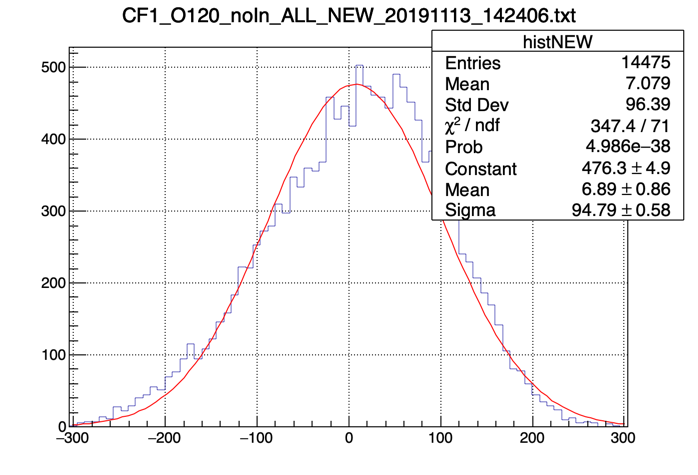 CF1_O120_noIn_ALL_NEW_20191113_142406.txt
histNEW
Entries 14475
Mean 7.079
Std Dev 96.39
χ² / ndf 347.4 / 71
Prob 4.986e−38
Constant 476.3 ± 4.9
Mean 6.89 ± 0.86
Sigma 94.79 ± 0.58
500
400
300
200
100
0
−300 −200 −100 0 100 200 300